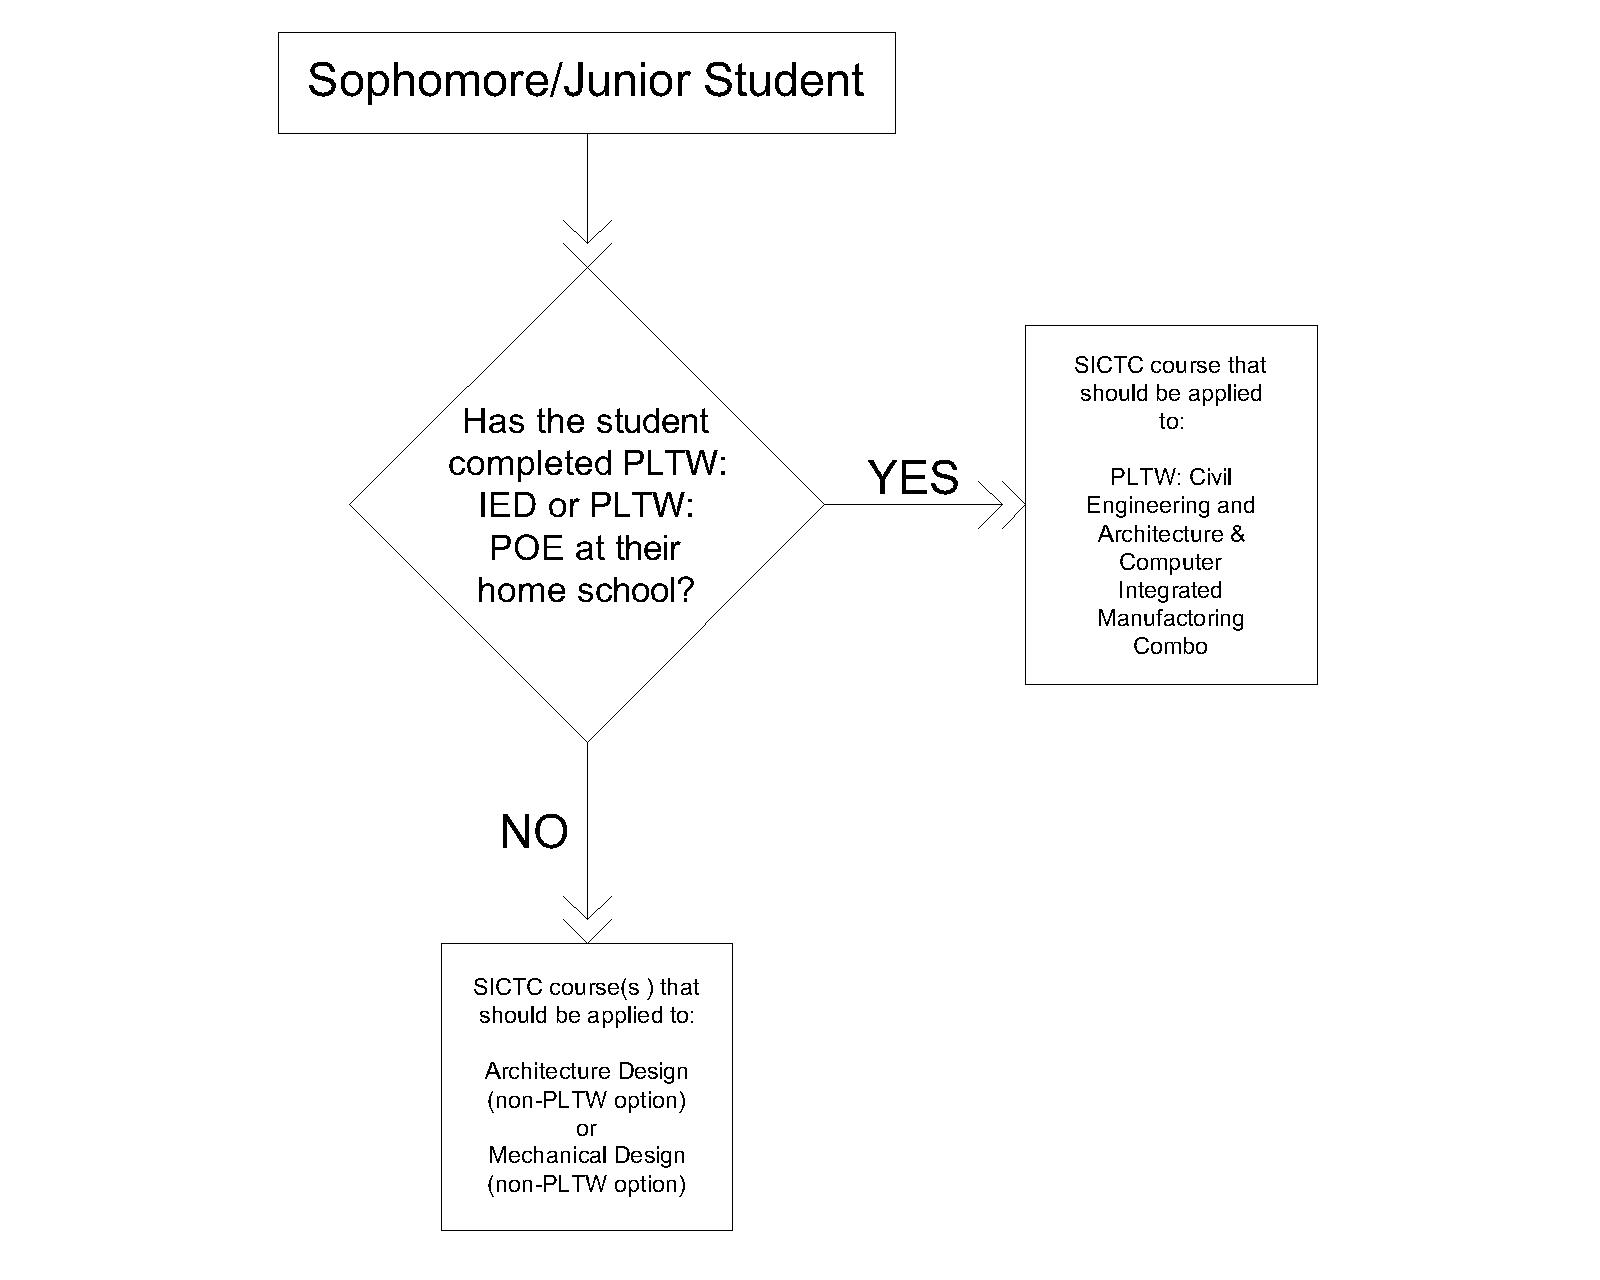 Sophomore/Junior Student
Has the student
completed PLTW:
IED or PLTW:
POE at their
home school?
YES
SICTC course that
should be applied
to:
PLTW: Civil
Engineering and
Architecture &
Computer
Integrated
Manufactoring
Combo
NO
SICTC course(s ) that
should be applied to:
Architecture Design
(non-PLTW option)
or
Mechanical Design
(non-PLTW option)